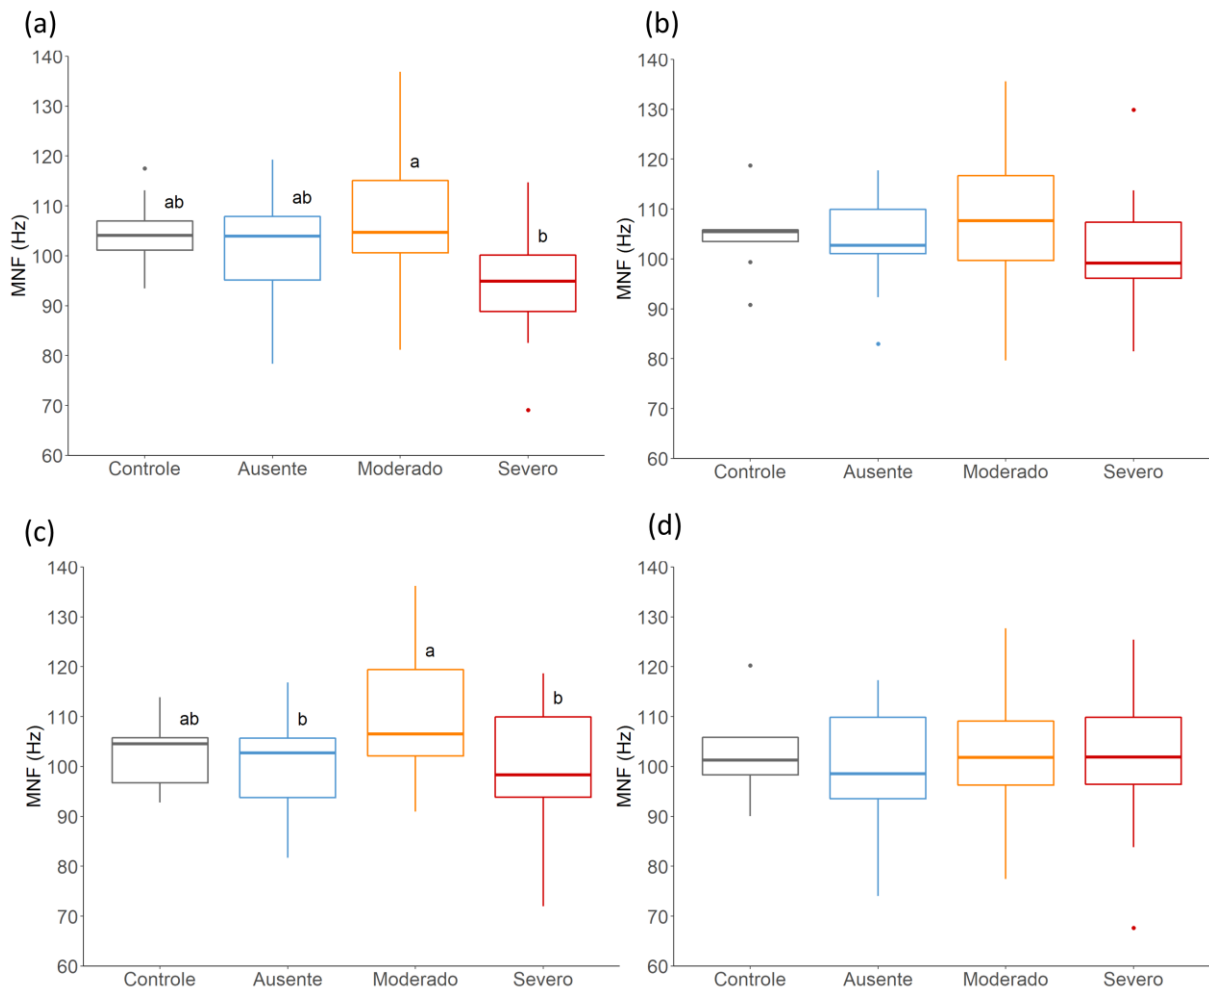 (a)
MNF (Hz)
140
130
120
110
100
90
80
70
60
ab
ab
a
b
Controle Ausente Moderado Severo
(b)
MNF (Hz)
140
130
120
110
100
90
80
70
60
Controle Ausente Moderado Severo
(c)
MNF (Hz)
140
130
120
110
100
90
80
70
60
ab
b
a
b
Controle Ausente Moderado Severo
(d)
MNF (Hz)
140
130
120
110
100
90
80
70
60
Controle Ausente Moderado Severo